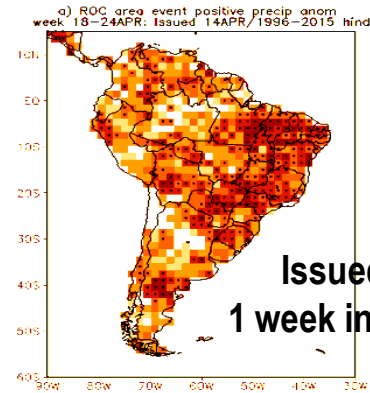 a) ROC area event positive precip anom
week 18-24APR: Issued 14APR/1996-2015 hind
10N
EQ
10S
20S
30S
40S
50S
60S
90W 80W 70W 60W 50W 40W 30W
Issued
1 week in